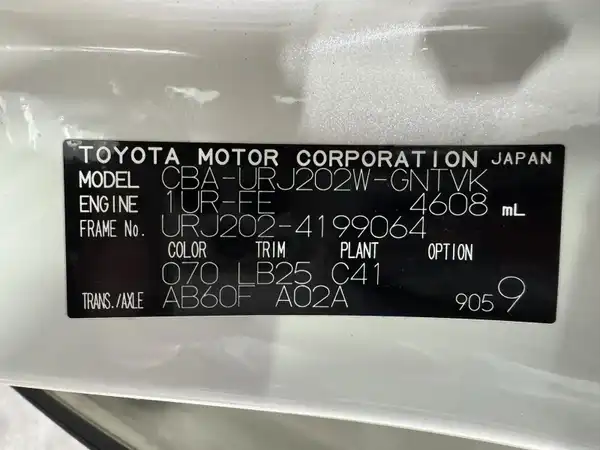 TOYOTA MOTOR CORPORATION JAPAN
MODEL CBA-URJ202W-GNTVK
ENGINE 1UR-FE 4608 mL
FRAME No. URJ202-4199064
COLOR TRIM PLANT OPTION
070 LB25 C41
TRANS./AXLE AB60F A02A 9059